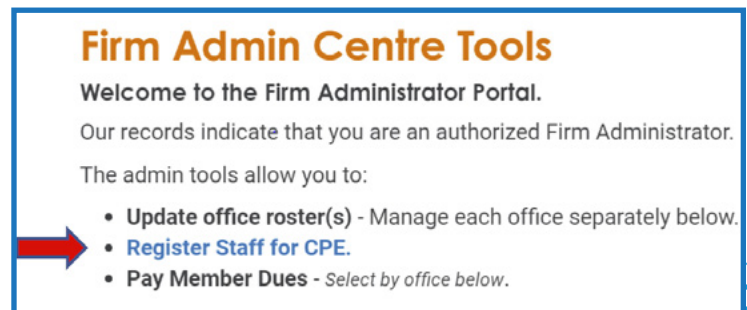 Firm Admin Centre Tools
Welcome to the Firm Administrator Portal.
Our records indicate that you are an authorized Firm Administrator.
The admin tools allow you to:
• Update office roster(s) - Manage each office separately below.
• Register Staff for CPE.
• Pay Member Dues - Select by office below.